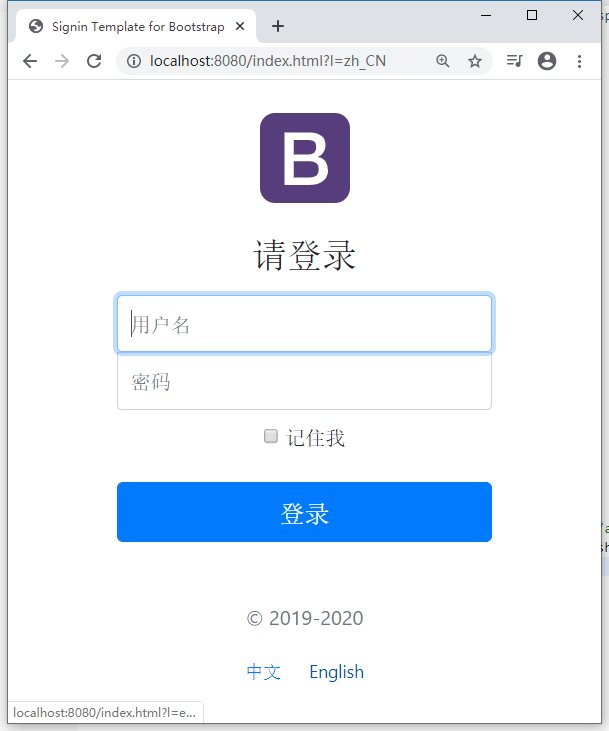 Signin Template for Bootstrap
localhost:8080/index.html?l=zh_CN
B
请登录
用户名
密码
记住我
登录
© 2019-2020
中文 English
localhost:8080/index.html?l=e...